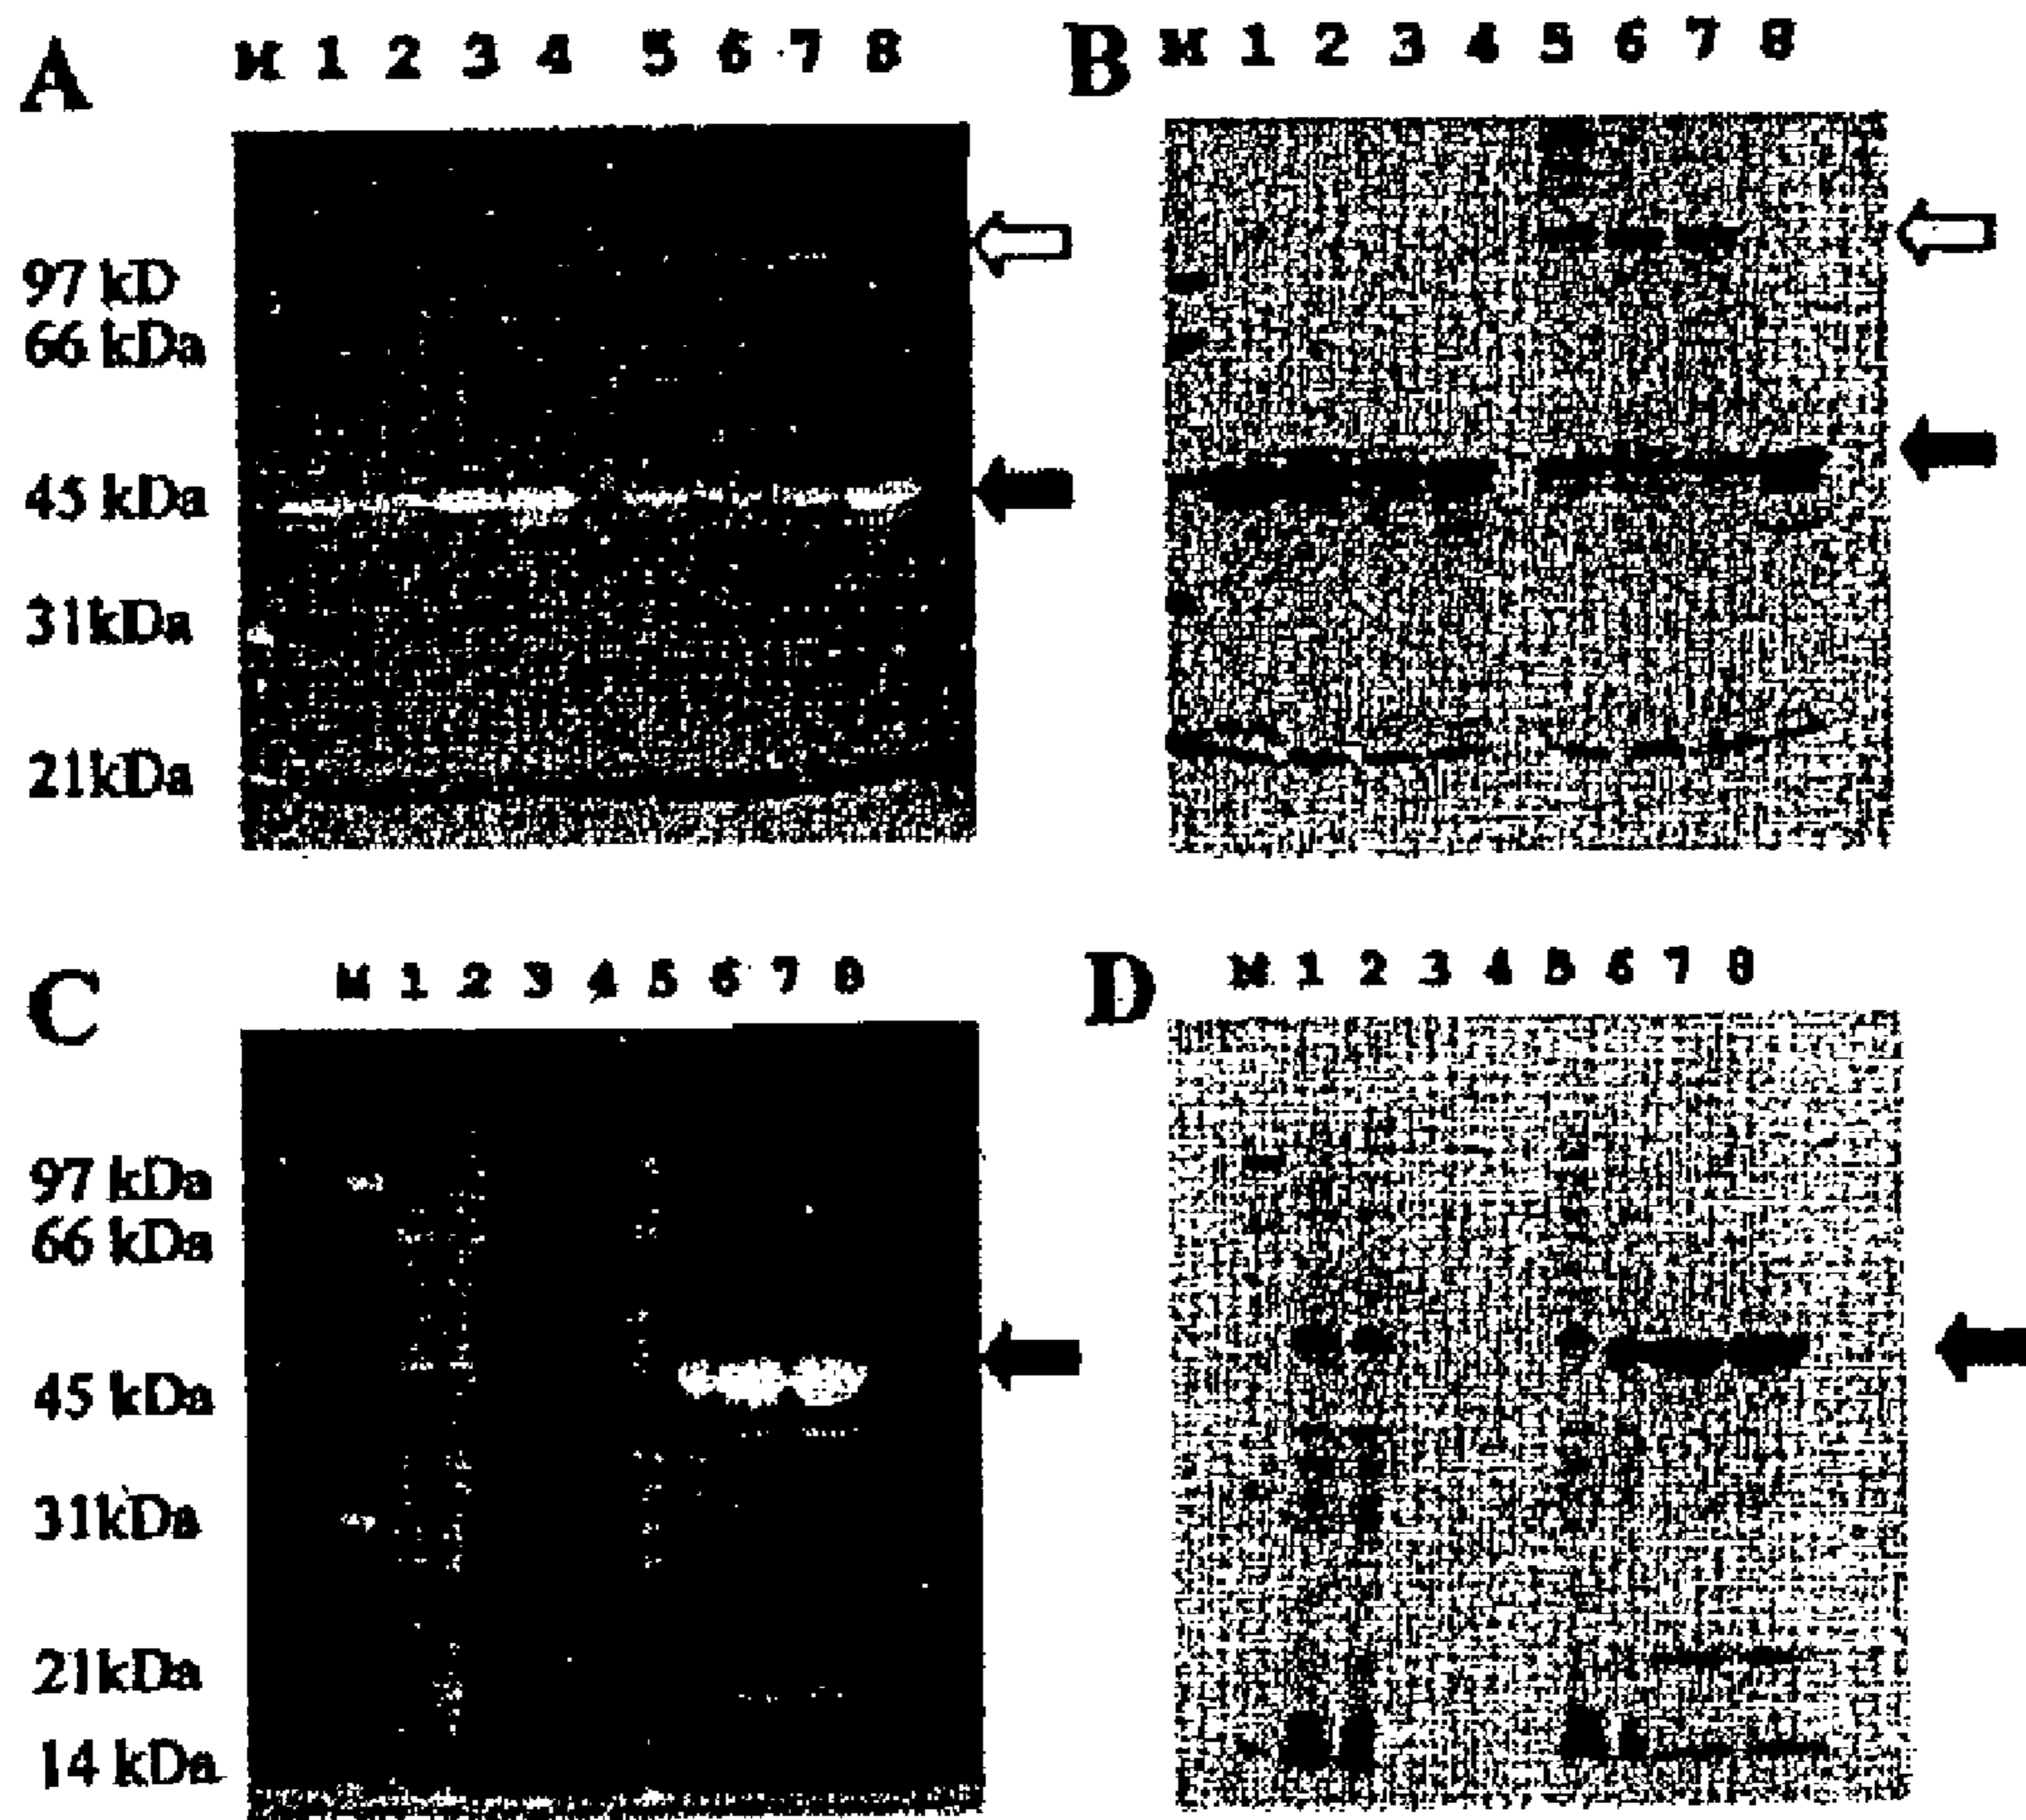 A M 1 2 3 4 5 6 7 8
B M 1 2 3 4 5 6 7 8
97 kD
66 kDa
45 kDa
31kDa
21kDa
C M 1 2 3 4 5 6 7 8
D M 1 2 3 4 5 6 7 8
97 kDa
66 kDa
45 kDa
31kDa
21kDa
14 kDa